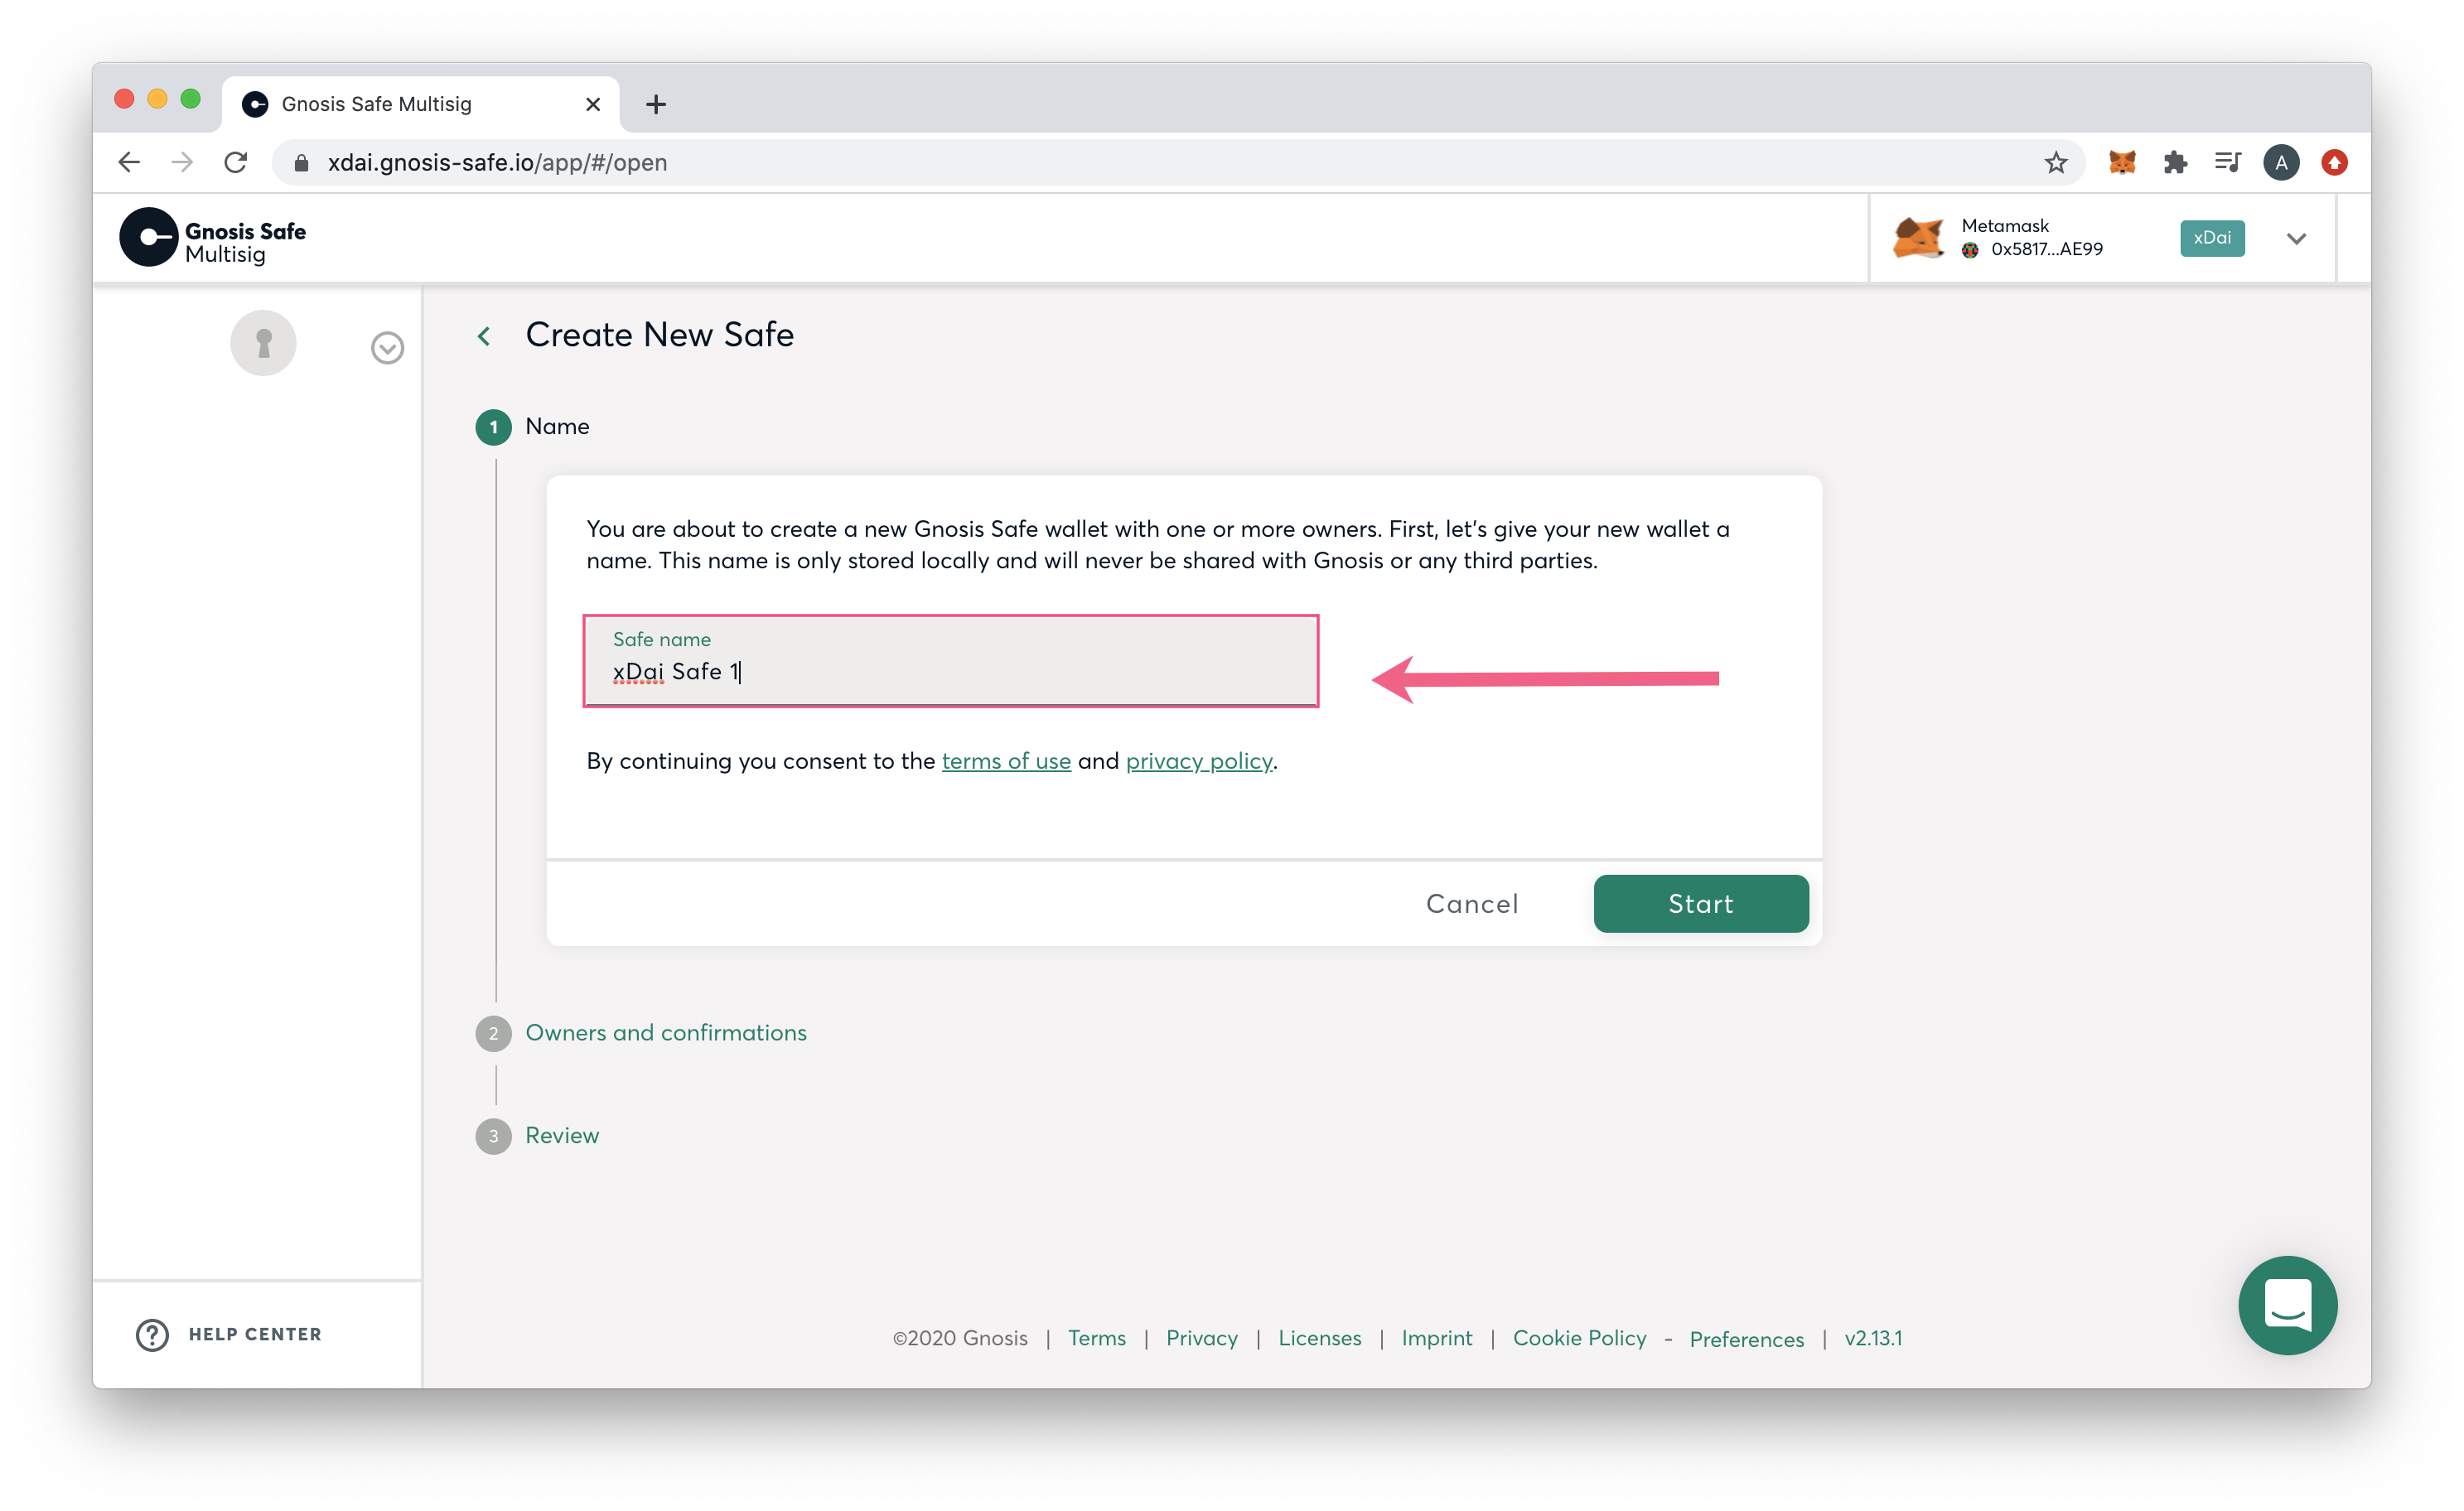 Gnosis Safe Multisig
xdai.gnosis-safe.io/app/#/open
A
Gnosis Safe
Multisig
Metamask
0x5817...AE99
xDai
Create New Safe
1 Name
You are about to create a new Gnosis Safe wallet with one or more owners. First, let's give your new wallet a
name. This name is only stored locally and will never be shared with Gnosis or any third parties.
Safe name
xDai Safe 1
By continuing you consent to the terms of use and privacy policy.
Cancel
Start
2 Owners and confirmations
3 Review
HELP CENTER
©2020 Gnosis | Terms | Privacy | Licenses | Imprint | Cookie Policy - Preferences | v2.13.1